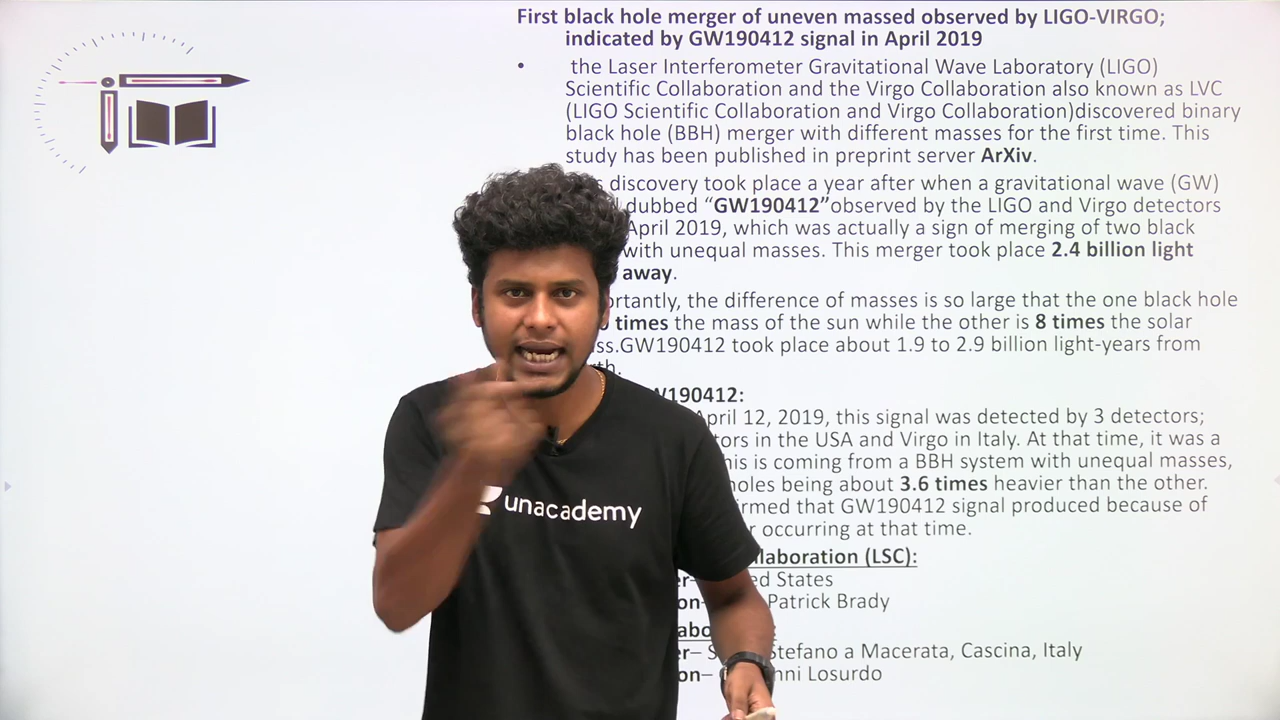 First black hole merger of uneven massed observed by LIGO-VIRGO;
indicated by GW190412 signal in April 2019
• the Laser Interferometer Gravitational Wave Laboratory (LIGO)
Scientific Collaboration and the Virgo Collaboration also known as LVC
(LIGO Scientific Collaboration and Virgo Collaboration)discovered binary
black hole (BBH) merger with different masses for the first time. This
study has been published in preprint server ArXiv.
discovery took place a year after when a gravitational wave (GW)
dubbed “GW190412”observed by the LIGO and Virgo detectors
April 2019, which was actually a sign of merging of two black
with unequal masses. This merger took place 2.4 billion light
away.
the difference of masses is so large that the one black hole
times the mass of the sun while the other is 8 times the solar
GW190412 took place about 1.9 to 2.9 billion light-years from
April 12, 2019, this signal was detected by 3 detectors;
in the USA and Virgo in Italy. At that time, it was a
is coming from a BBH system with unequal masses,
holes being about 3.6 times heavier than the other.
that GW190412 signal produced because of
occurring at that time.
(LSC):
States
Patrick Brady
Stefano a Macerata, Cascina, Italy
Losurdo
unacademy